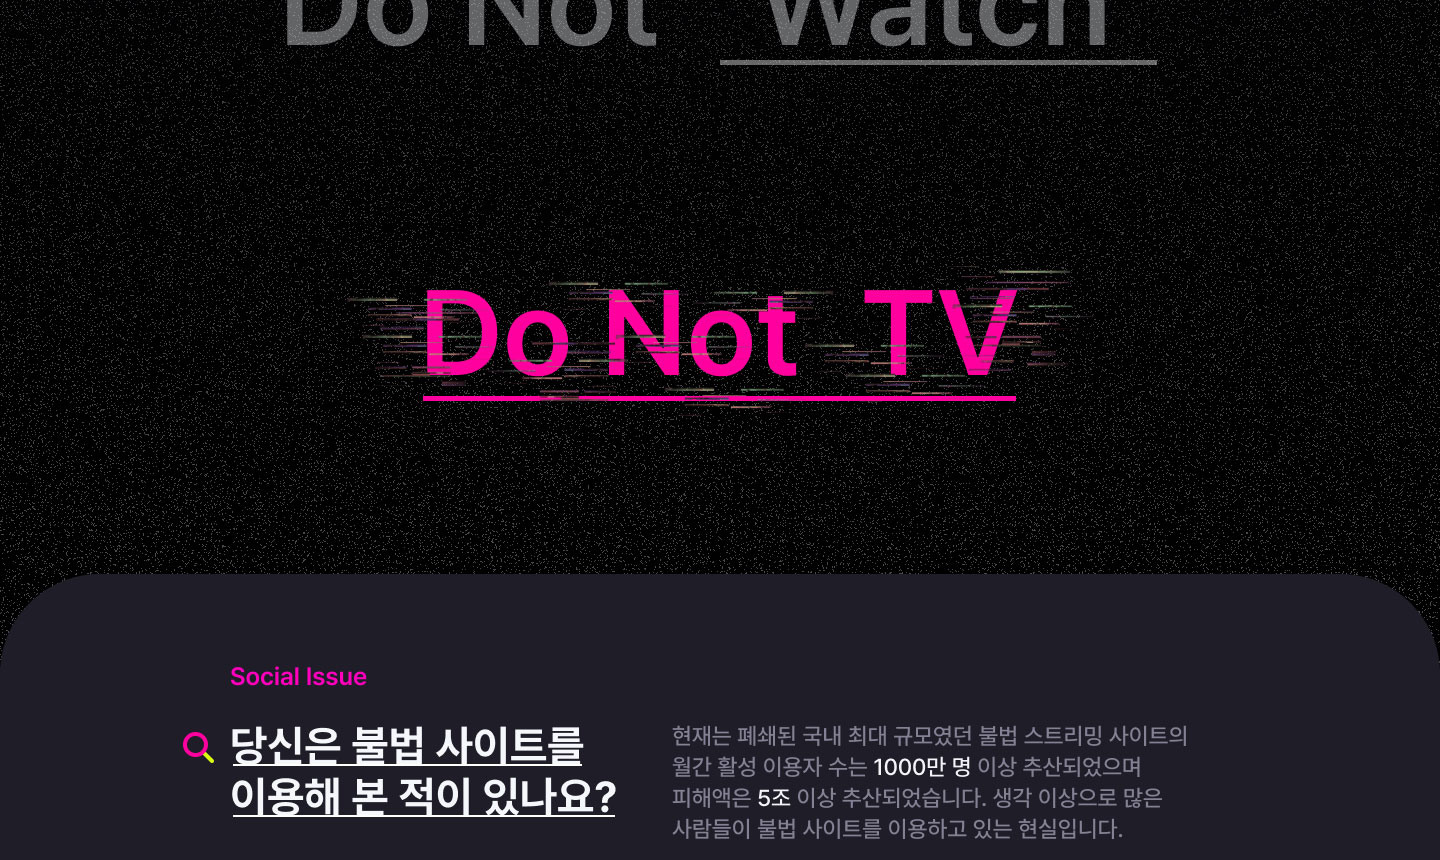 Do Not Watch
Do Not TV
Social Issue
당신은 불법 사이트를
이용해 본 적이 있나요?
현재는 폐쇄된 국내 최대 규모였던 불법 스트리밍 사이트의
월간 활성 이용자 수는 1000만 명 이상 추산되었으며
피해액은 5조 이상 추산되었습니다. 생각 이상으로 많은
사람들이 불법 사이트를 이용하고 있는 현실입니다.